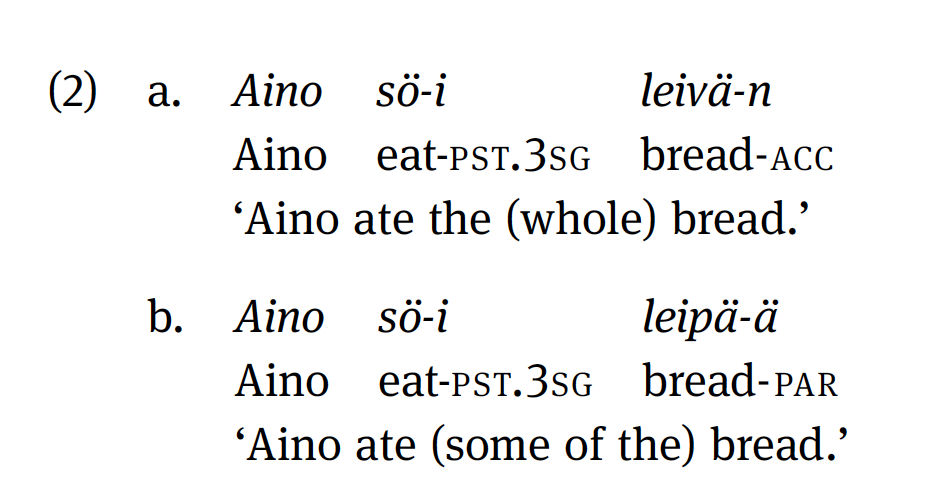 (2) a. Aino sö-i leivä-n
Aino eat-PST.3SG bread-ACC
‘Aino ate the (whole) bread.’
b. Aino sö-i leipä-ä
Aino eat-PST.3SG bread-PAR
‘Aino ate (some of the) bread.’